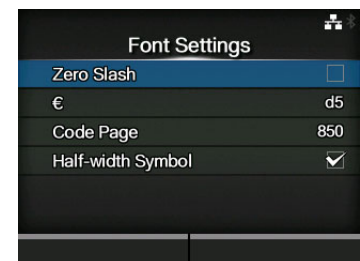 Font Settings
Zero Slash
€ d5
Code Page 850
Half-width Symbol